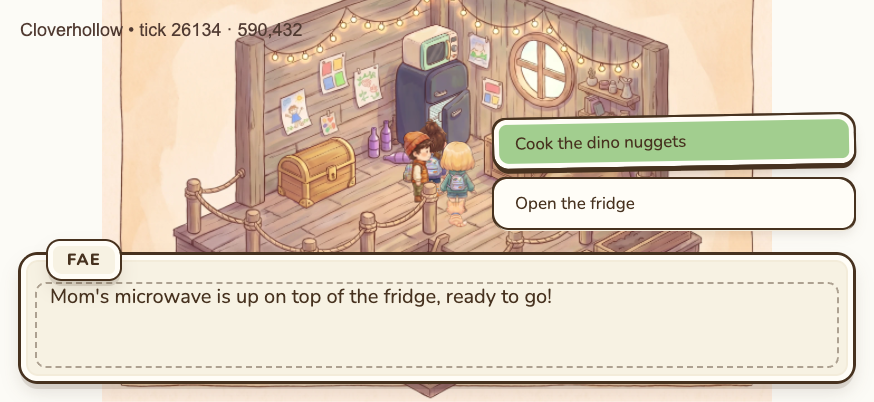 Cloverhollow • tick 26134 · 590,432
Cook the dino nuggets
Open the fridge
FAE
Mom's microwave is up on top of the fridge, ready to go!